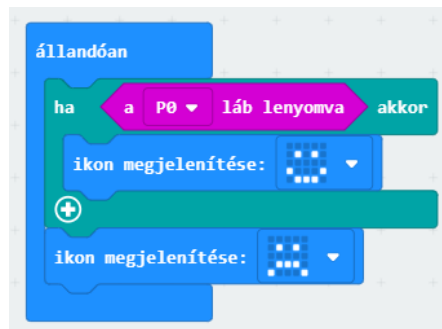 állandóan
ha a P0 láb lenyomva akkor
ikon megjelenítése:
ikon megjelenítése: